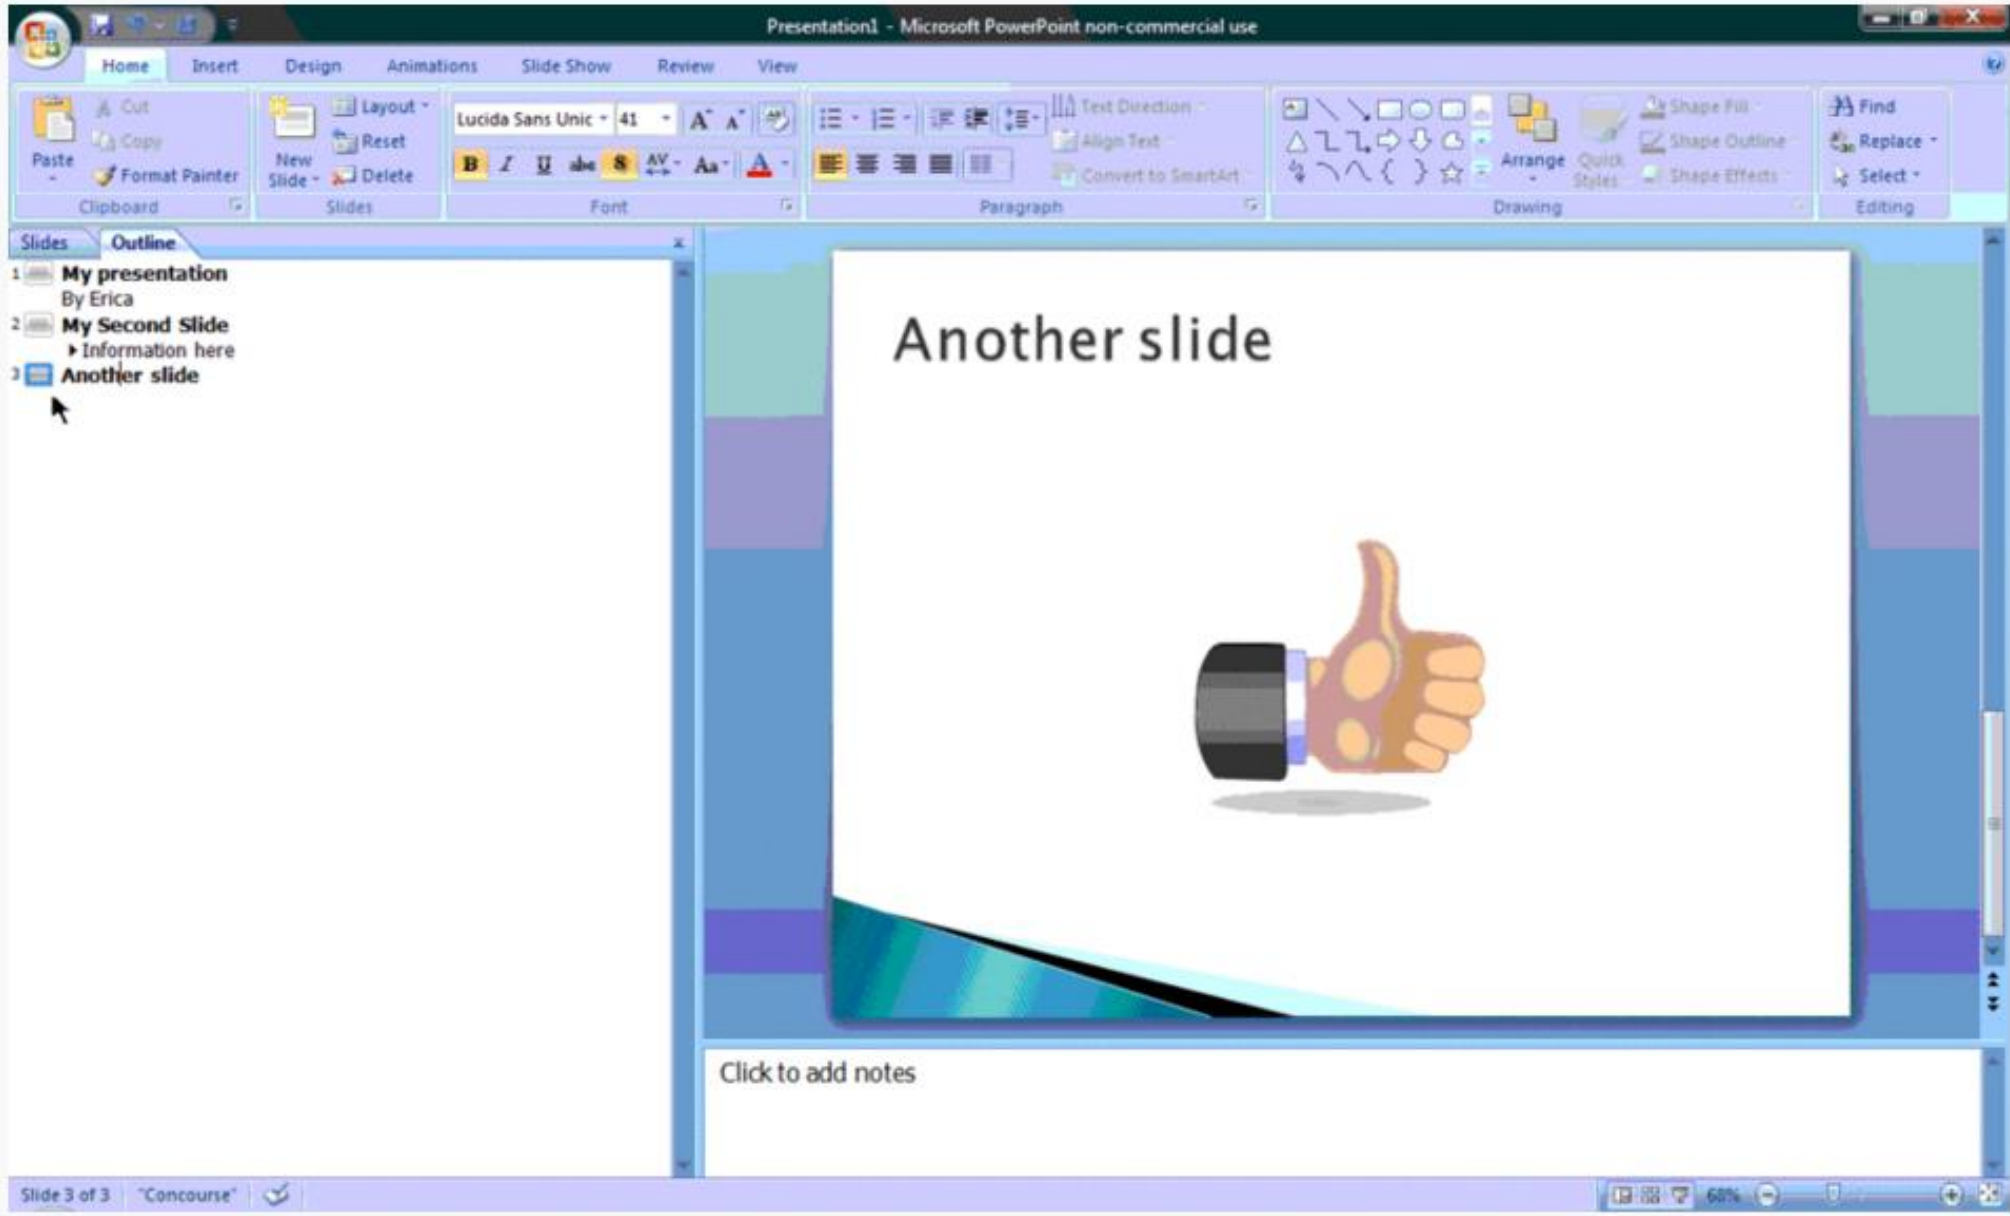 Presentation1 - Microsoft PowerPoint non-commercial use
Home Insert Design Animations Slide Show Review View
Paste
Cut
Copy
Format Painter
Clipboard
New Slide
Layout
Reset
Delete
Slides
Lucida Sans Unic 41 A A
B I U abc S AV Aa A
Font
Text Direction
Align Text
Convert to SmartArt
Paragraph
Arrange
Quick Styles
Shape Fill
Shape Outline
Shape Effects
Drawing
Find
Replace
Select
Editing
Slides Outline
1 My presentation
By Erica
2 My Second Slide
Information here
3 Another slide
Another slide
Click to add notes
Slide 3 of 3 "Concourse" 68%